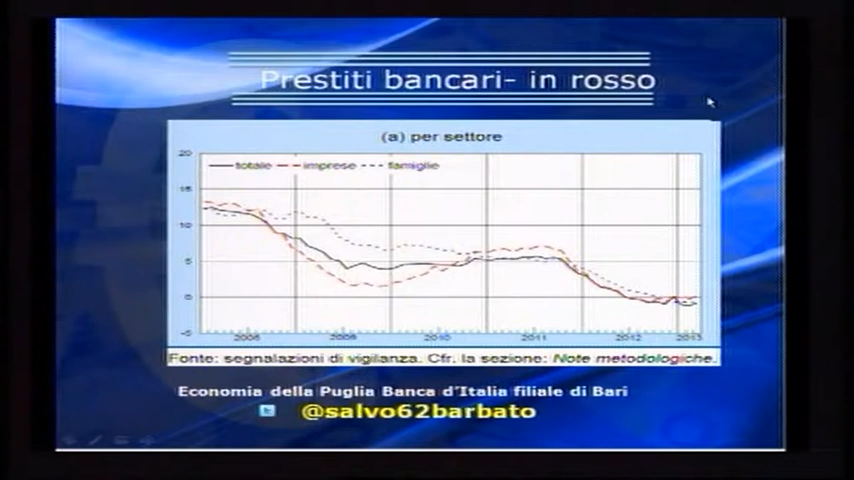 Prestiti bancari- in rosso
(a) per settore
20
totale imprese famiglie
15
10
5
0
-5
2008 2009 2010 2011 2012 2013
Fonte: segnalazioni di vigilanza. Cfr. la sezione: Note metodologiche.
Economia della Puglia Banca d'Italia filiale di Bari
@salvo62barbato